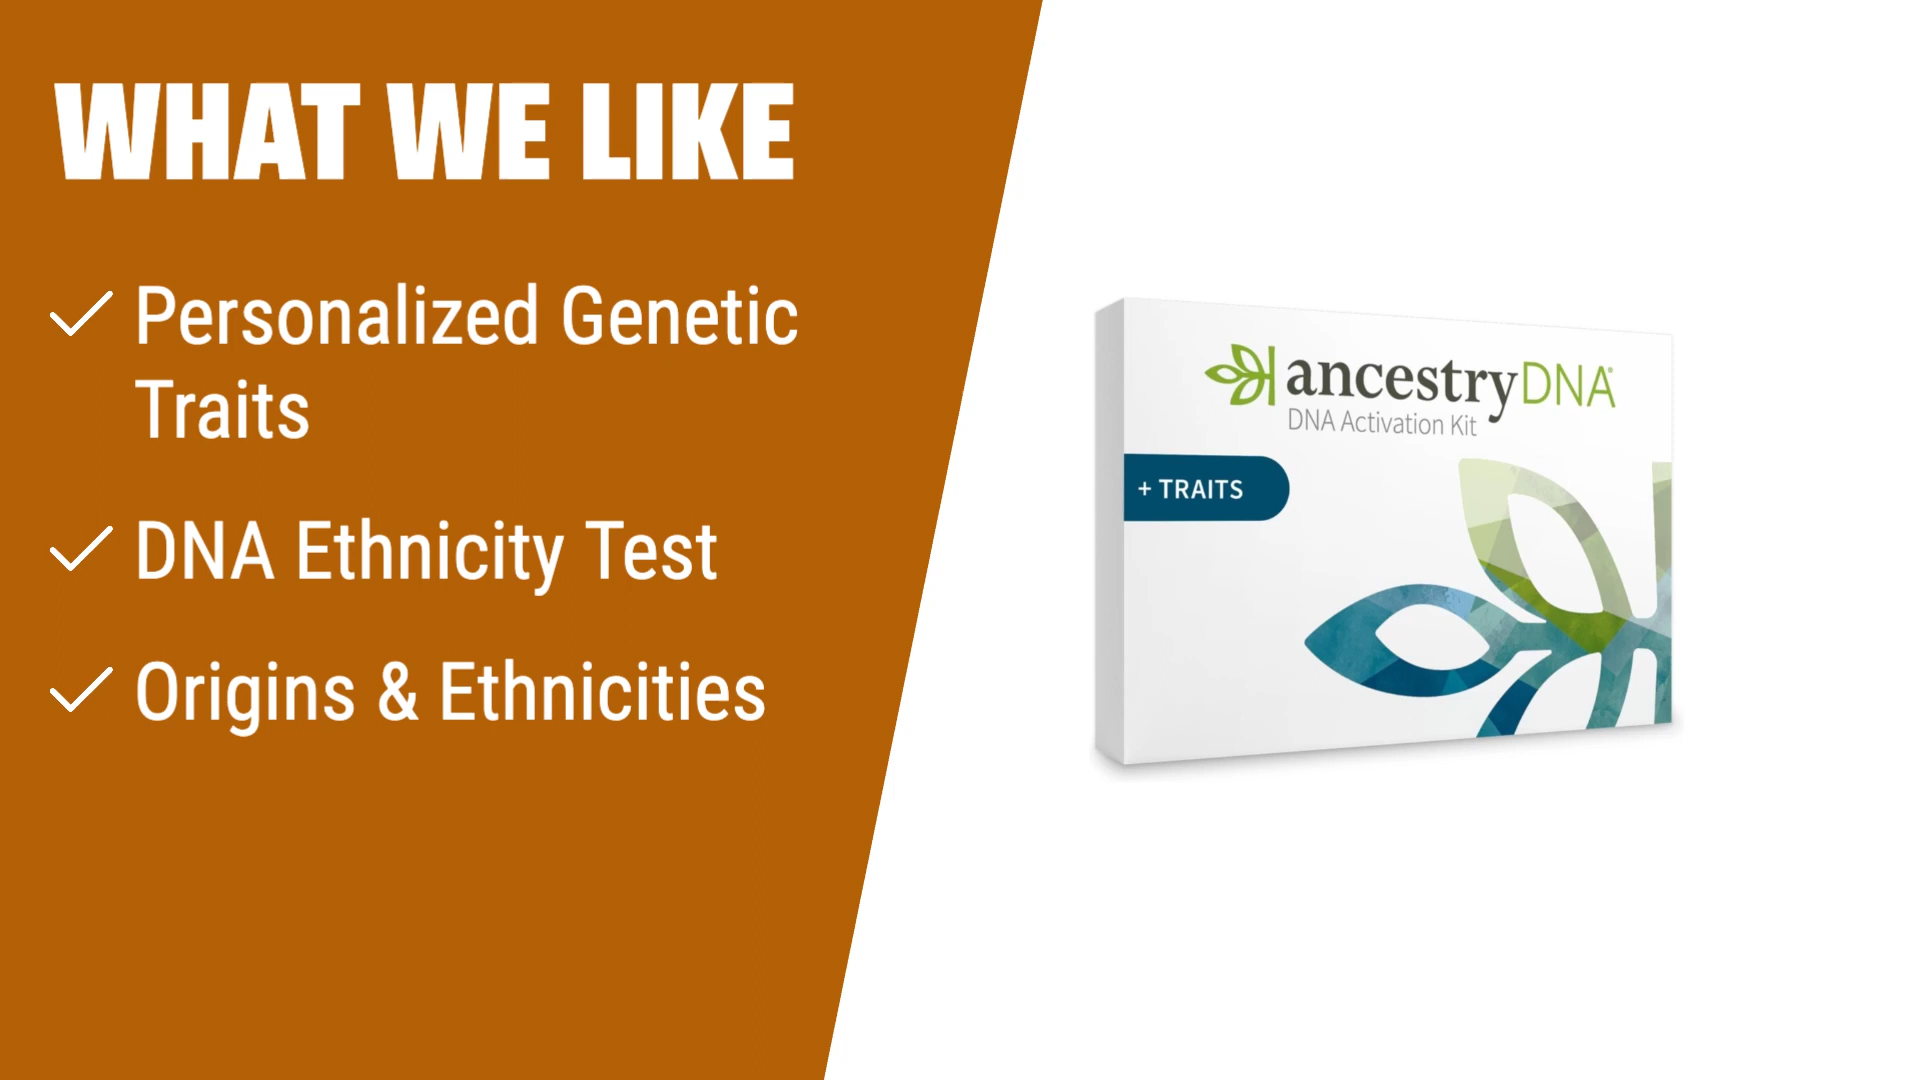 WHAT WE LIKE
Personalized Genetic
Traits
DNA Ethnicity Test
Origins & Ethnicities
ancestryDNA®
DNA Activation Kit
+ TRAITS